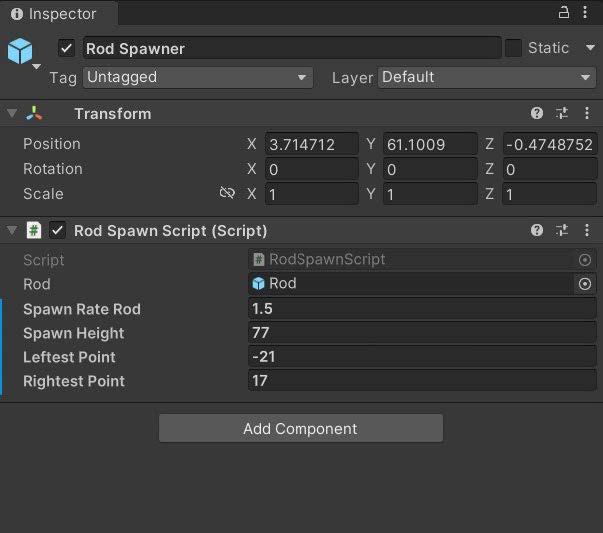 Inspector
Rod Spawner
Static
Tag Untagged Layer Default
Transform
Position X 3.714712 Y 61.1009 Z -0.4748752
Rotation X 0 Y 0 Z 0
Scale X 1 Y 1 Z 1
# Rod Spawn Script (Script)
Script # RodSpawnScript
Rod Rod
Spawn Rate Rod 1.5
Spawn Height 77
Leftest Point -21
Rightest Point 17
Add Component